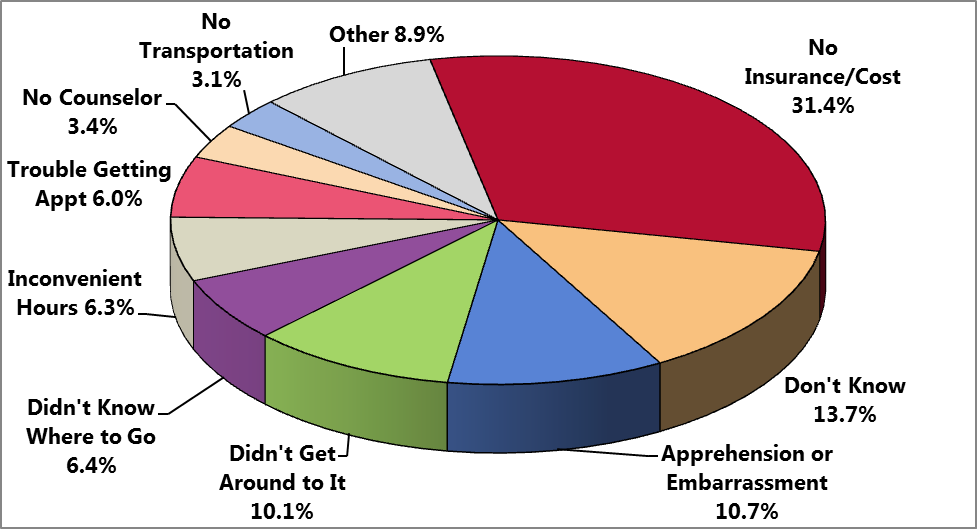 No
Transportation
3.1%
Other 8.9%
No
Insurance/Cost
31.4%
No Counselor
3.4%
Trouble Getting
Appt 6.0%
Inconvenient
Hours 6.3%
Didn't Know
Where to Go
6.4%
Didn't Get
Around to It
10.1%
Apprehension or
Embarrassment
10.7%
Don't Know
13.7%